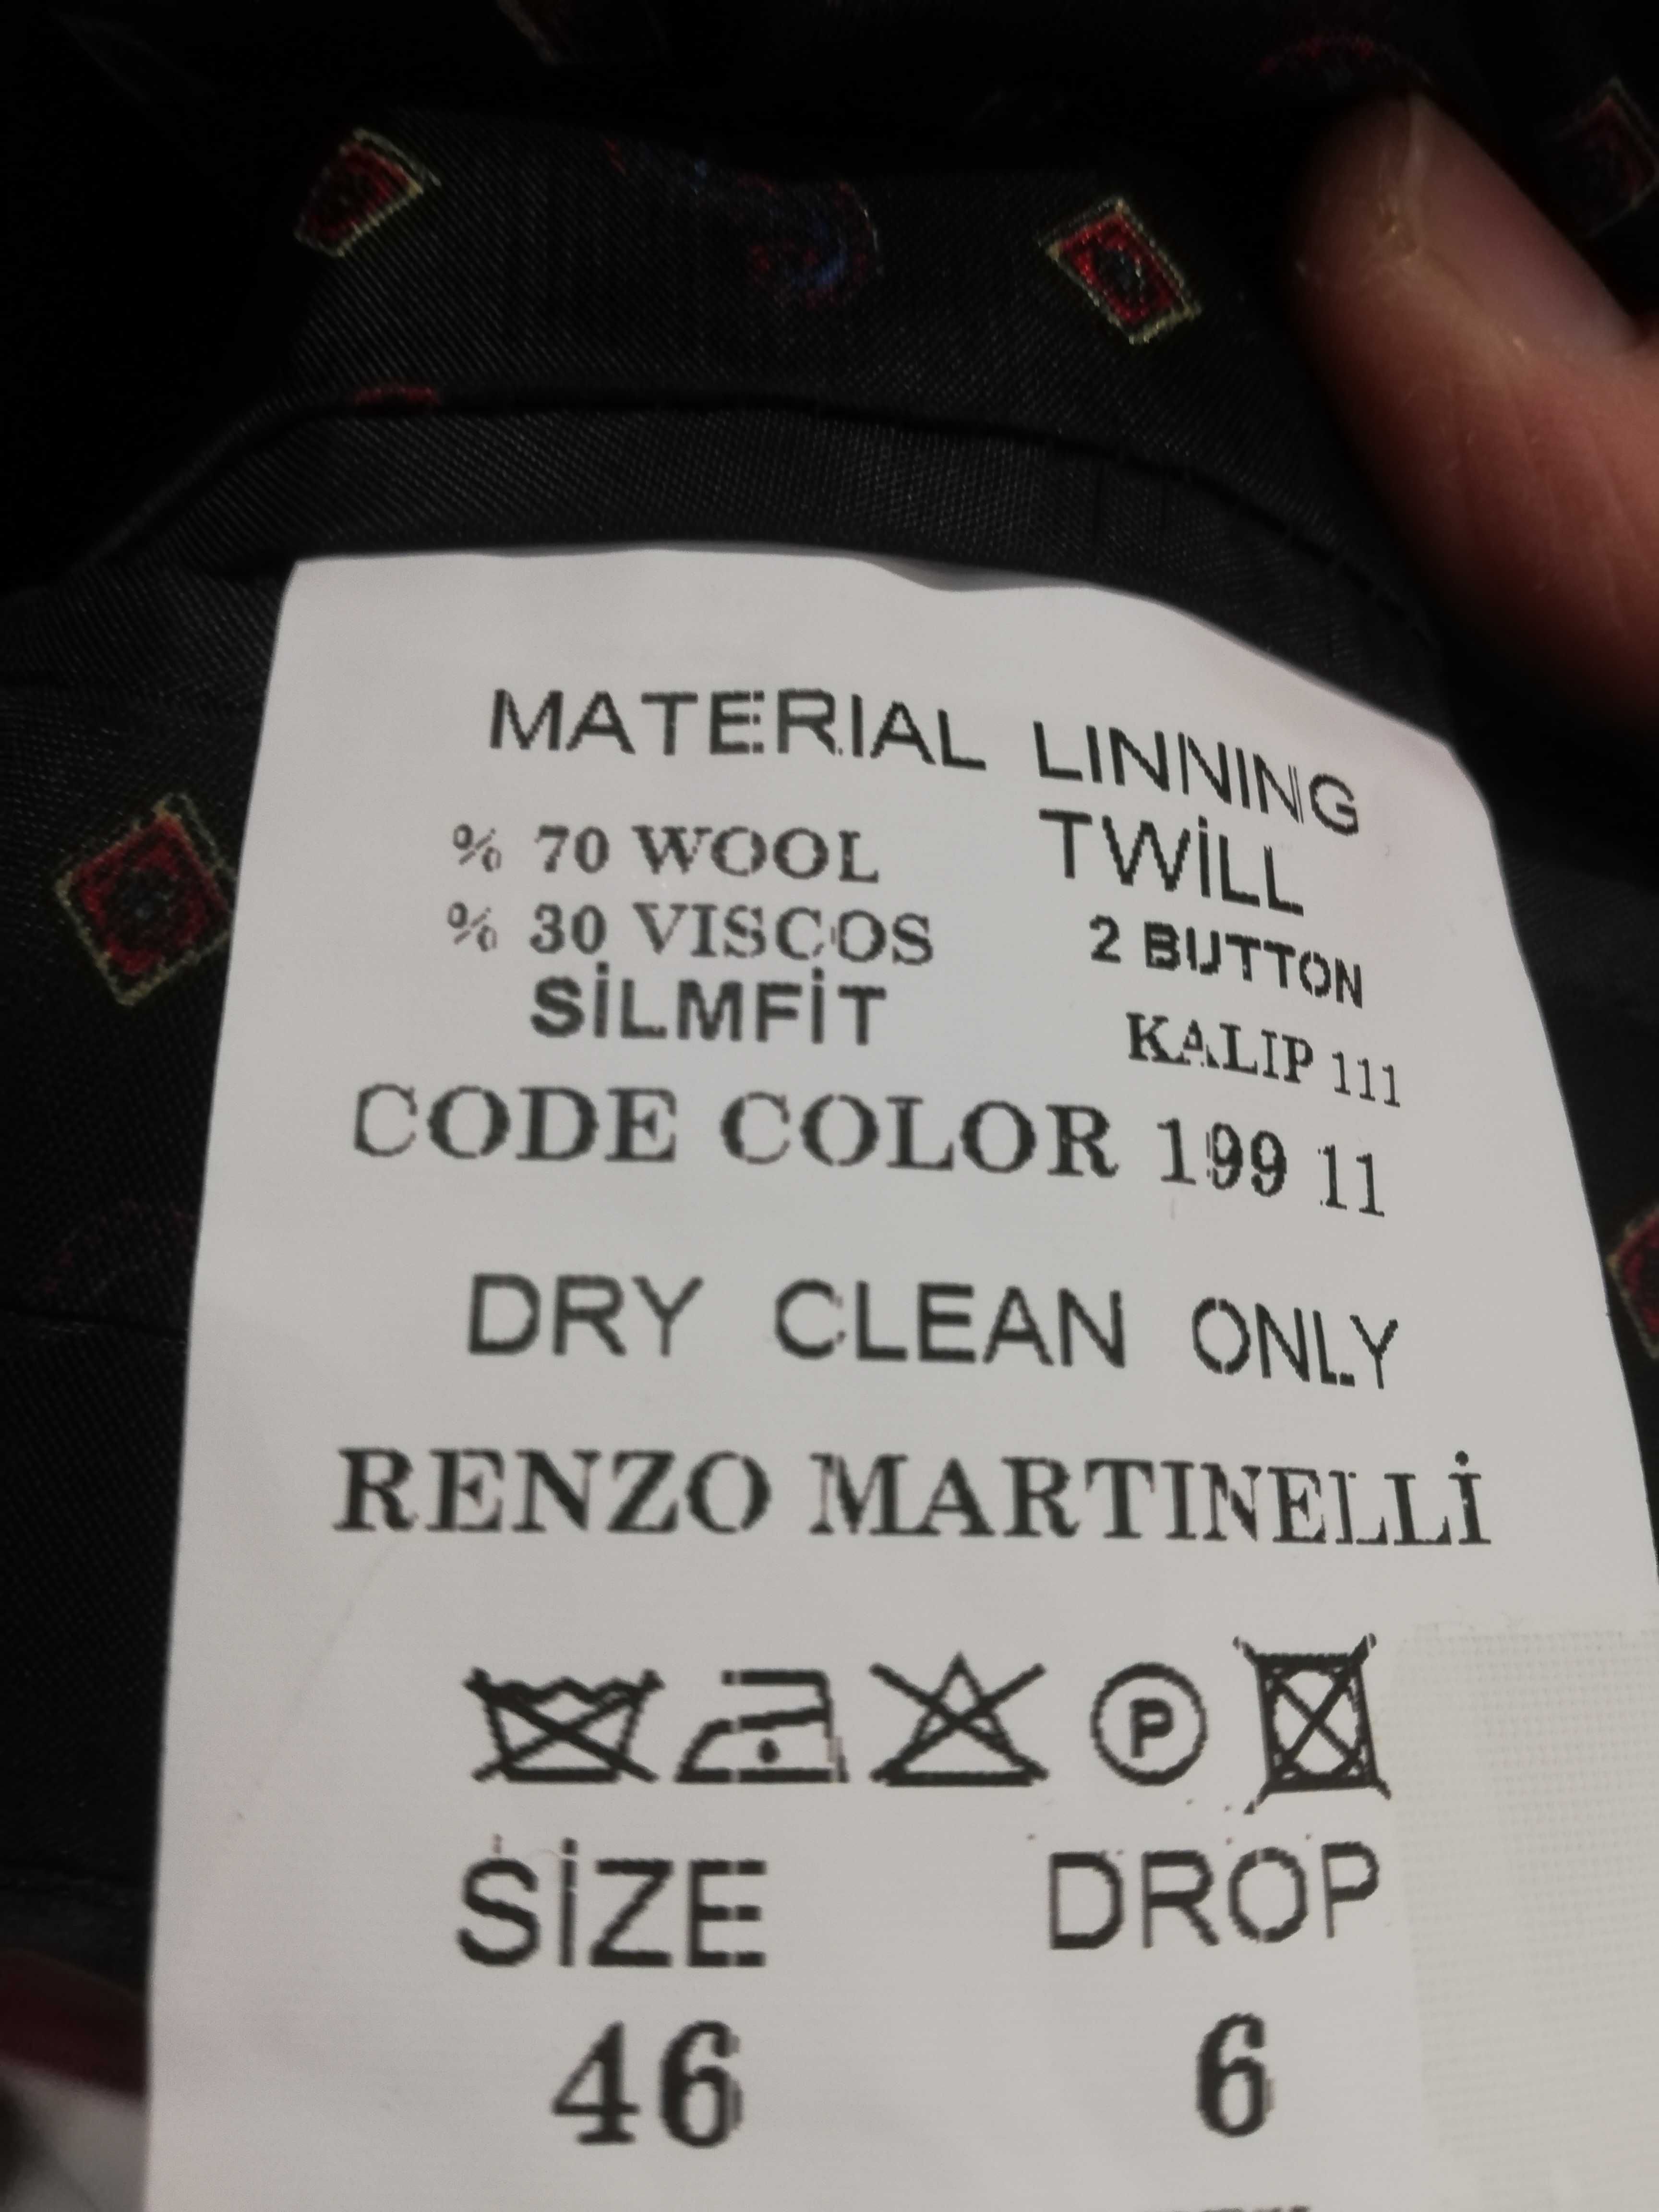 MATERIAL LINNING
% 70 WOOL TWİLL
% 30 VISCOS 2 BUTTON
SİLMFİT KALIP 111
CODE COLOR 199 11
DRY CLEAN ONLY
RENZO MARTINELLİ
P
SİZE DROP
46 6